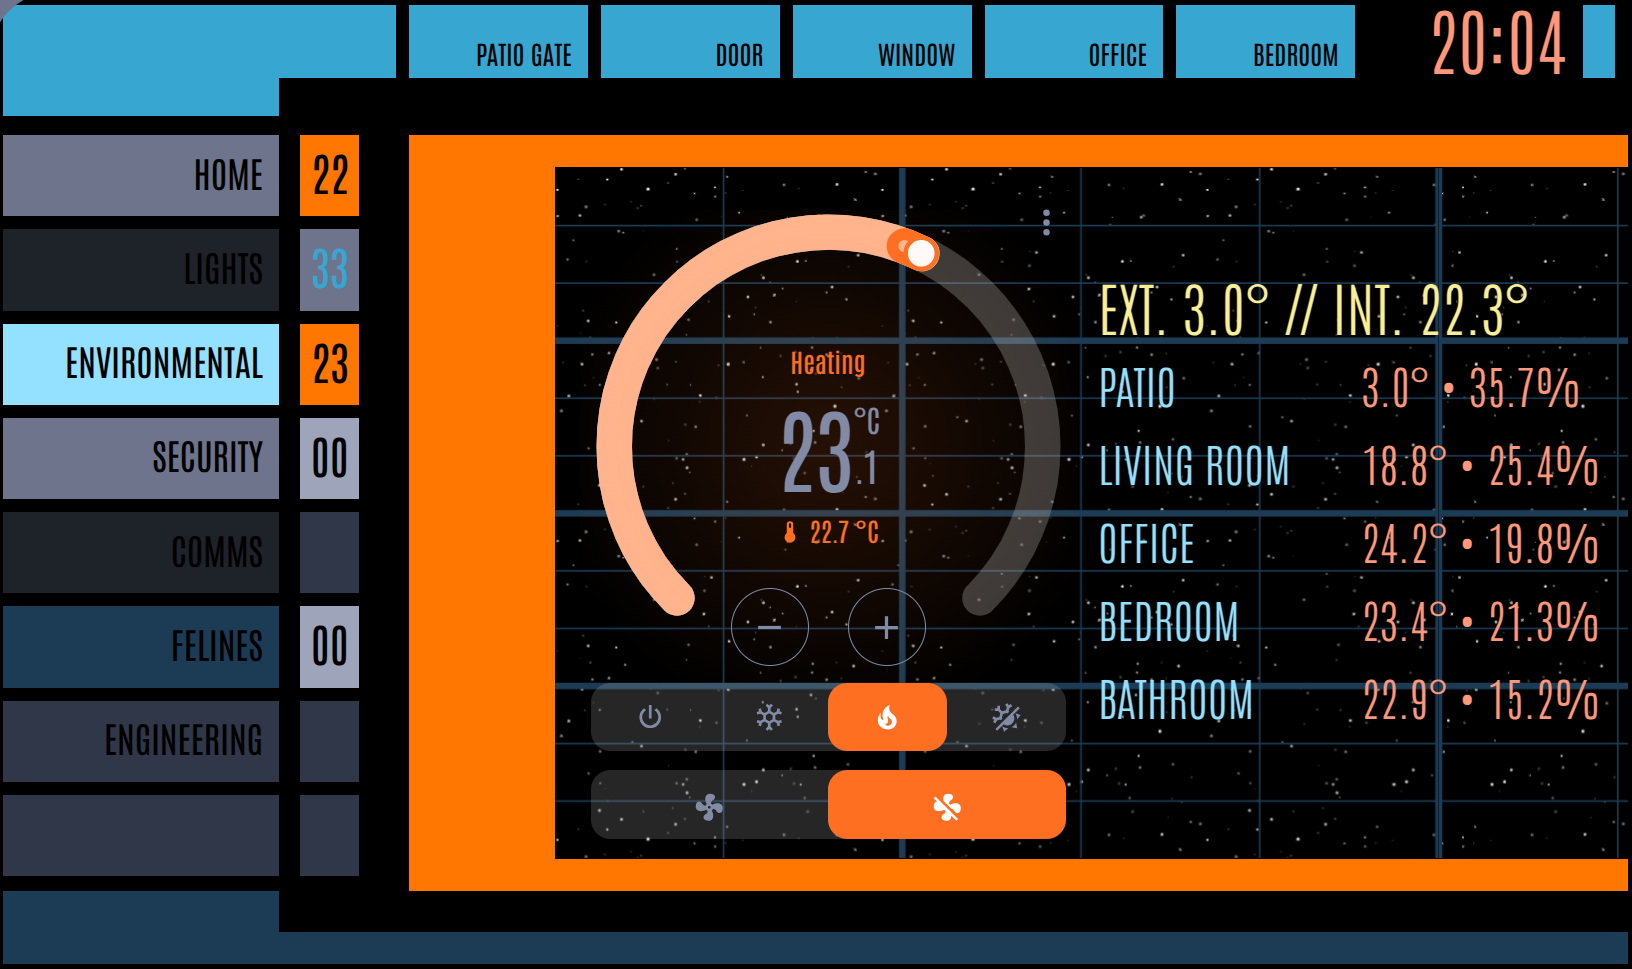 PATIO GATE
DOOR
WINDOW
OFFICE
BEDROOM
20:04
HOME
22
LIGHTS
33
ENVIRONMENTAL
23
SECURITY
00
COMMS
FELINES
00
ENGINEERING
Heating
23.1 °C
22.7 °C
EXT. 3.0° // INT. 22.3°
PATIO 3.0° • 35.7%
LIVING ROOM 18.8° • 25.4%
OFFICE 24.2° • 19.8%
BEDROOM 23.4° • 21.3%
BATHROOM 22.9° • 15.2%